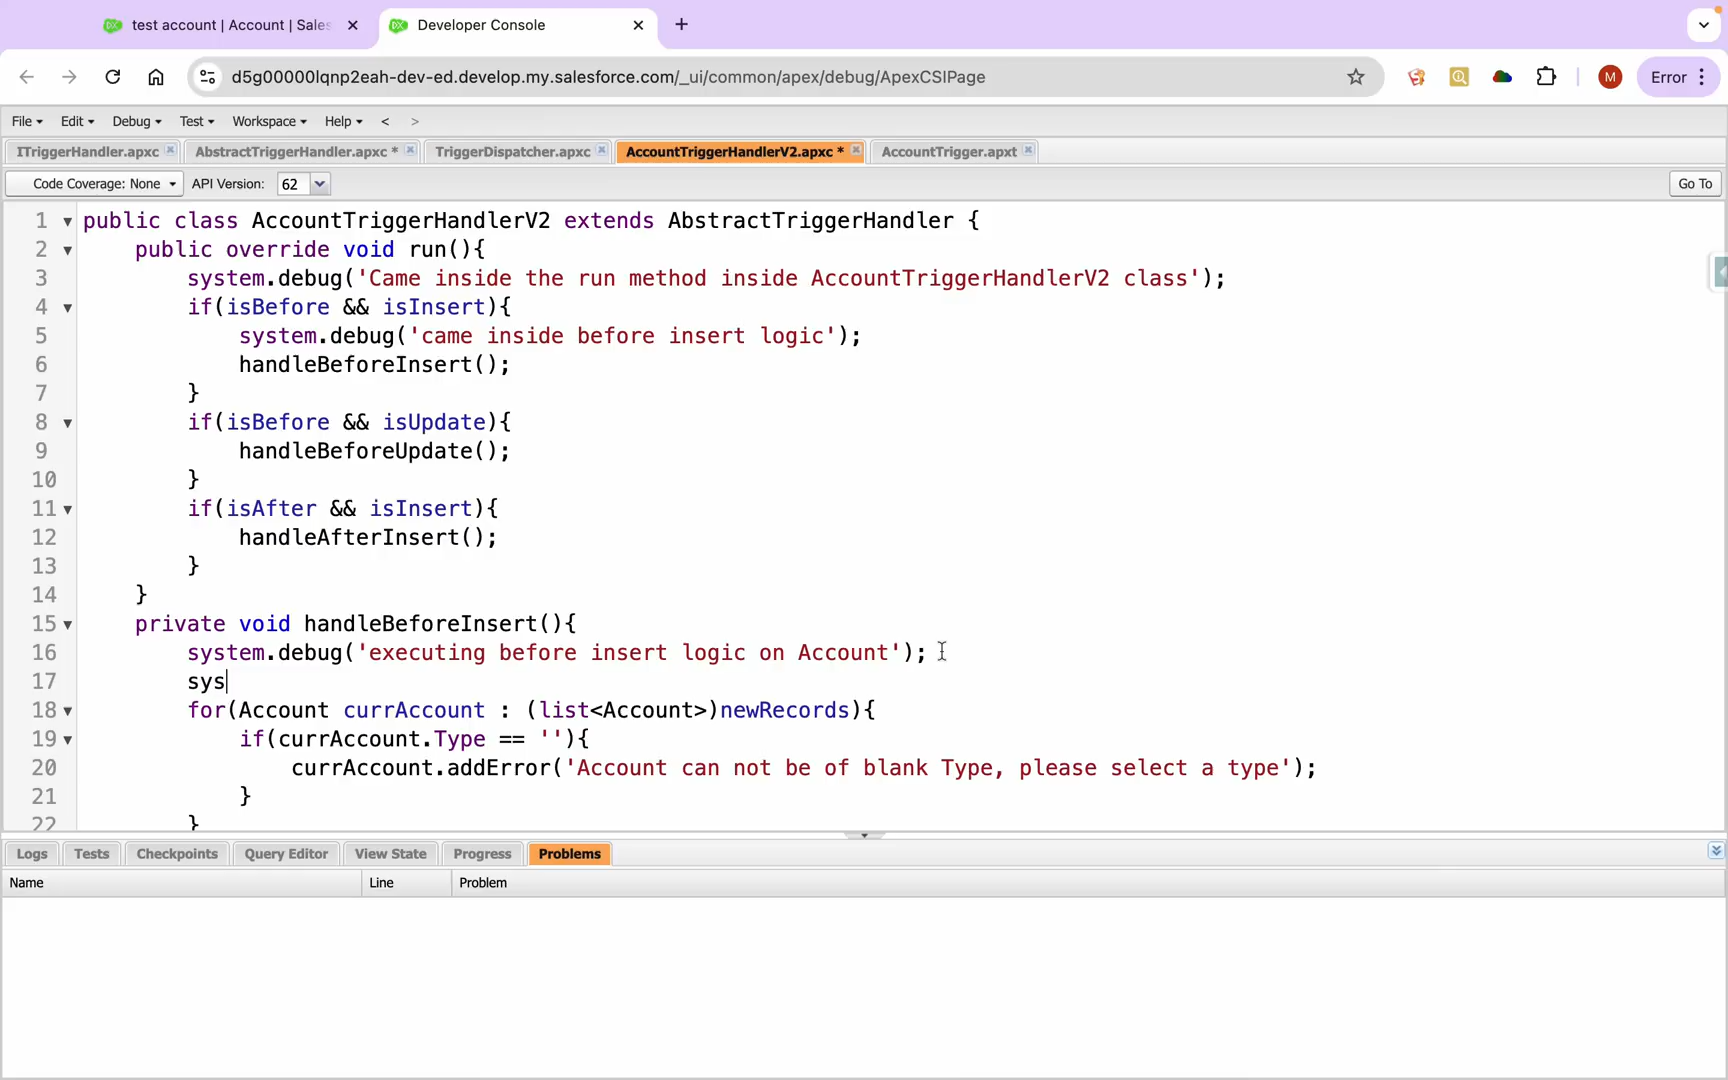 test account | Account | Sales
Developer Console
d5g00000lqnp2eah-dev-ed.develop.my.salesforce.com/_ui/common/apex/debug/ApexCSIPage
M
Error
File Edit Debug Test Workspace Help < >
ITriggerHandler.apxc AbstractTriggerHandler.apxc * TriggerDispatcher.apxc AccountTriggerHandlerV2.apxc * AccountTrigger.apxt
Code Coverage: None API Version: 62 Go To
1 public class AccountTriggerHandlerV2 extends AbstractTriggerHandler {
2 public override void run(){
3 system.debug('Came inside the run method inside AccountTriggerHandlerV2 class');
4 if(isBefore && isInsert){
5 system.debug('came inside before insert logic');
6 handleBeforeInsert();
7 }
8 if(isBefore && isUpdate){
9 handleBeforeUpdate();
10 }
11 if(isAfter && isInsert){
12 handleAfterInsert();
13 }
14 }
15 private void handleBeforeInsert(){
16 system.debug('executing before insert logic on Account');
17 sys
18 for(Account currAccount : (list<Account>)newRecords){
19 if(currAccount.Type == ''){
20 currAccount.addError('Account can not be of blank Type, please select a type');
21 }
22 }
Logs Tests Checkpoints Query Editor View State Progress Problems
Name Line Problem